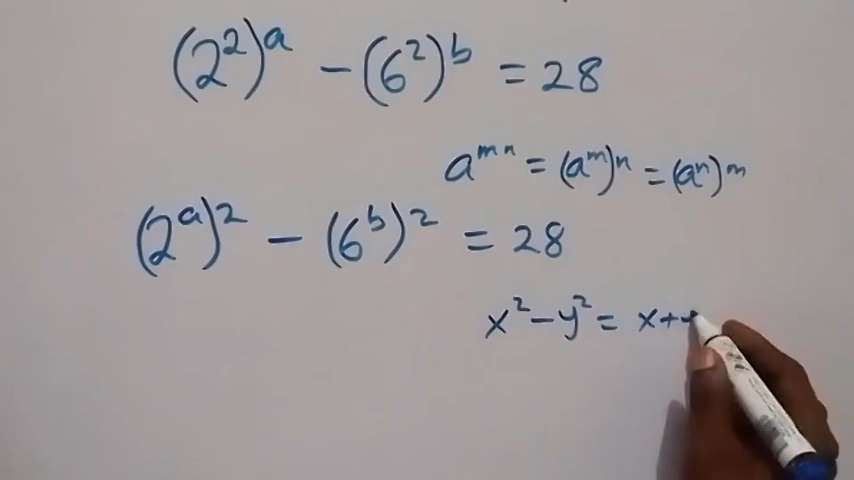 (2²)ᵃ - (6²)ᵇ = 28
aᵐⁿ = (aᵐ)ⁿ = (aⁿ)ᵐ
(2ᵃ)² - (6ᵇ)² = 28
x² - y² = x+